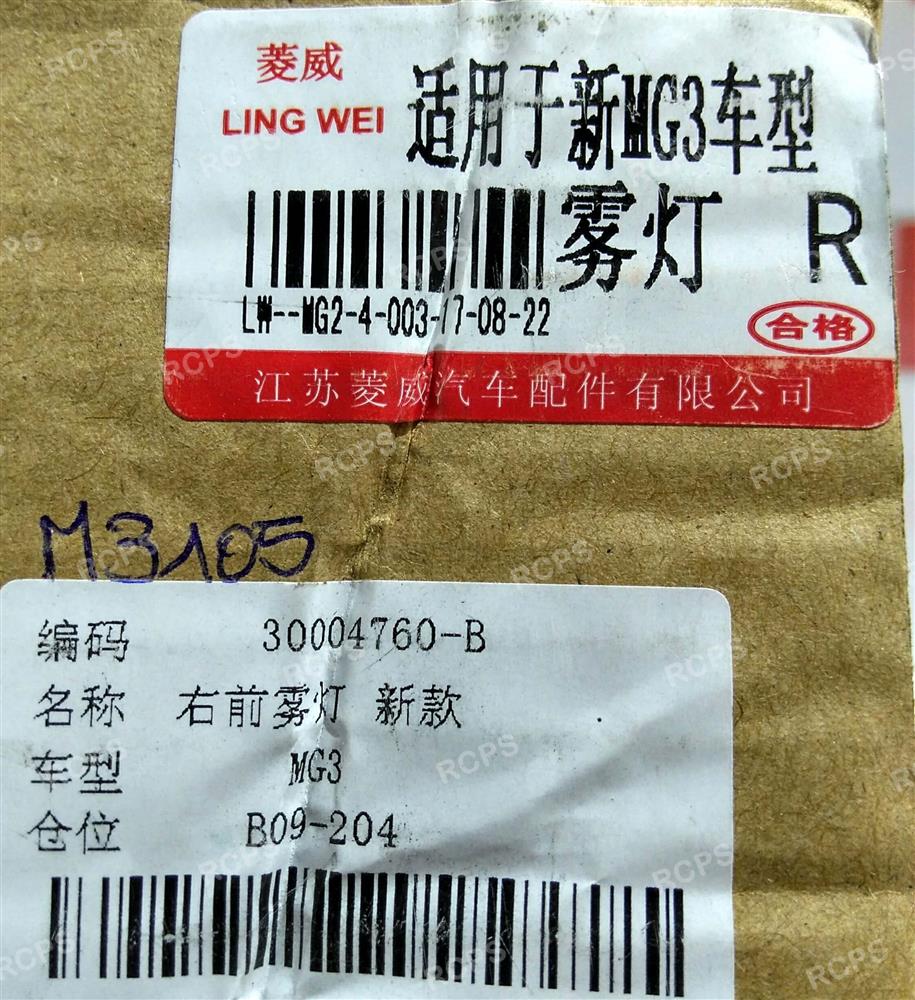 菱威
LING WEI
适用于新MG3车型
雾灯 R
LW--MG2-4-003-17-08-22
合格
江苏菱威汽车配件有限公司
M3105
编码 30004760-B
名称 右前雾灯 新款
车型 MG3
仓位 B09-204
RCPS